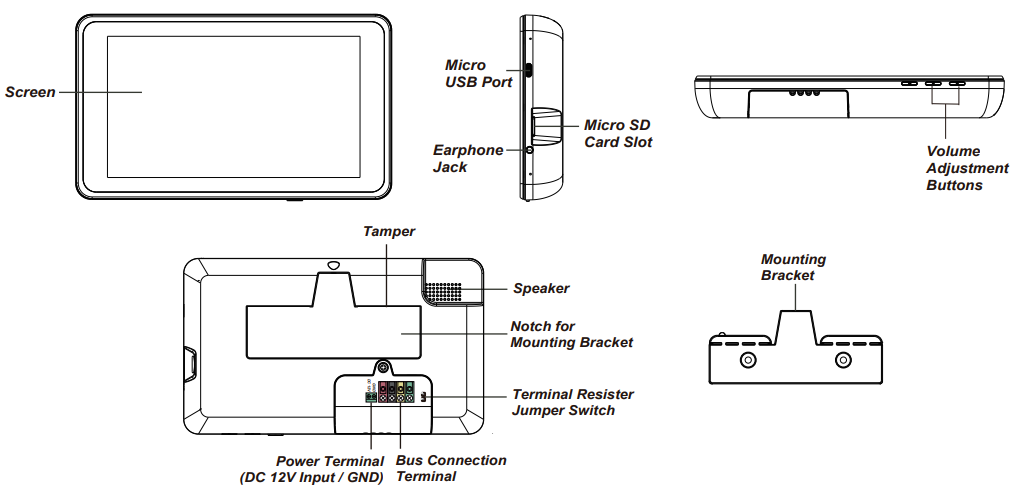 Screen
Micro
USB Port
Earphone
Jack
Micro SD
Card Slot
Volume
Adjustment
Buttons
Tamper
Speaker
Notch for
Mounting Bracket
Terminal Resister
Jumper Switch
Power Terminal
(DC 12V Input / GND)
Bus Connection
Terminal
Mounting
Bracket